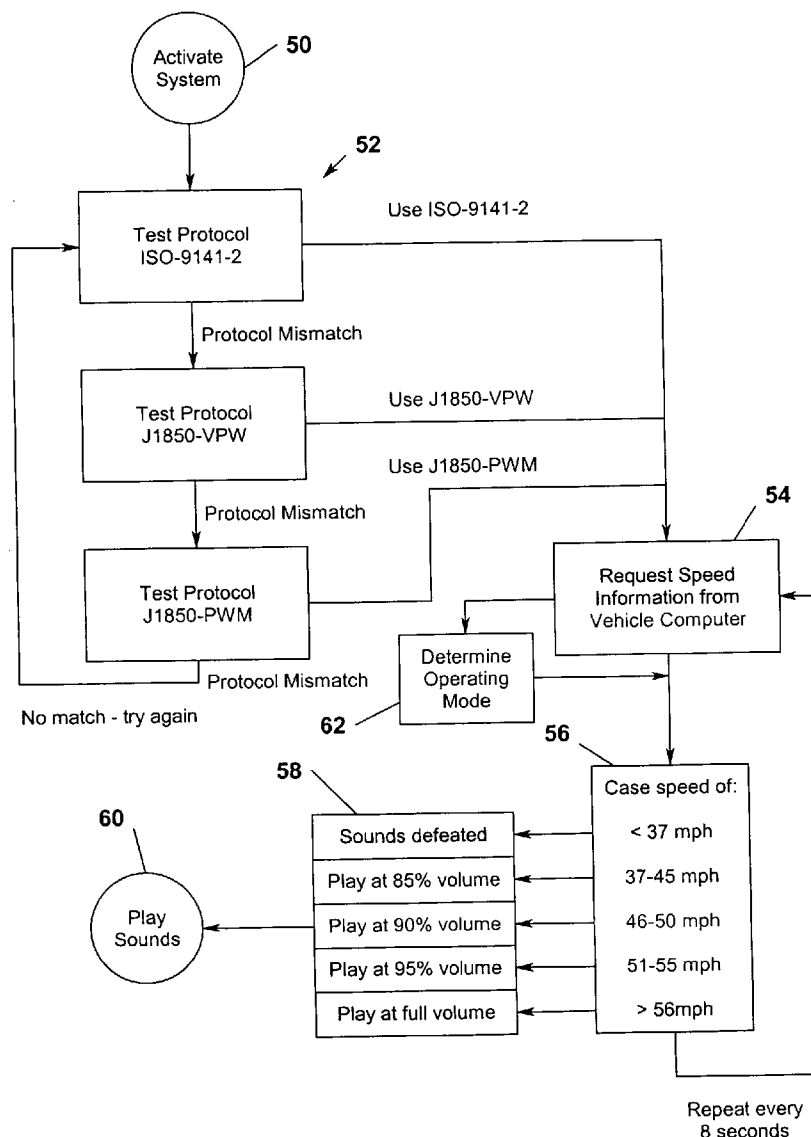 Activate
System
50
52
Test Protocol
ISO-9141-2
Use ISO-9141-2
Protocol Mismatch
Test Protocol
J1850-VPW
Use J1850-VPW
Use J1850-PWM
Protocol Mismatch
54
Test Protocol
J1850-PWM
Request Speed
Information from
Vehicle Computer
Protocol Mismatch
No match - try again
Determine
Operating
Mode
62
56
58
60
Case speed of:
Sounds defeated
< 37 mph
Play at 85% volume
37-45 mph
Play
Sounds
Play at 90% volume
46-50 mph
Play at 95% volume
51-55 mph
Play at full volume
> 56mph
Repeat every
8 seconds